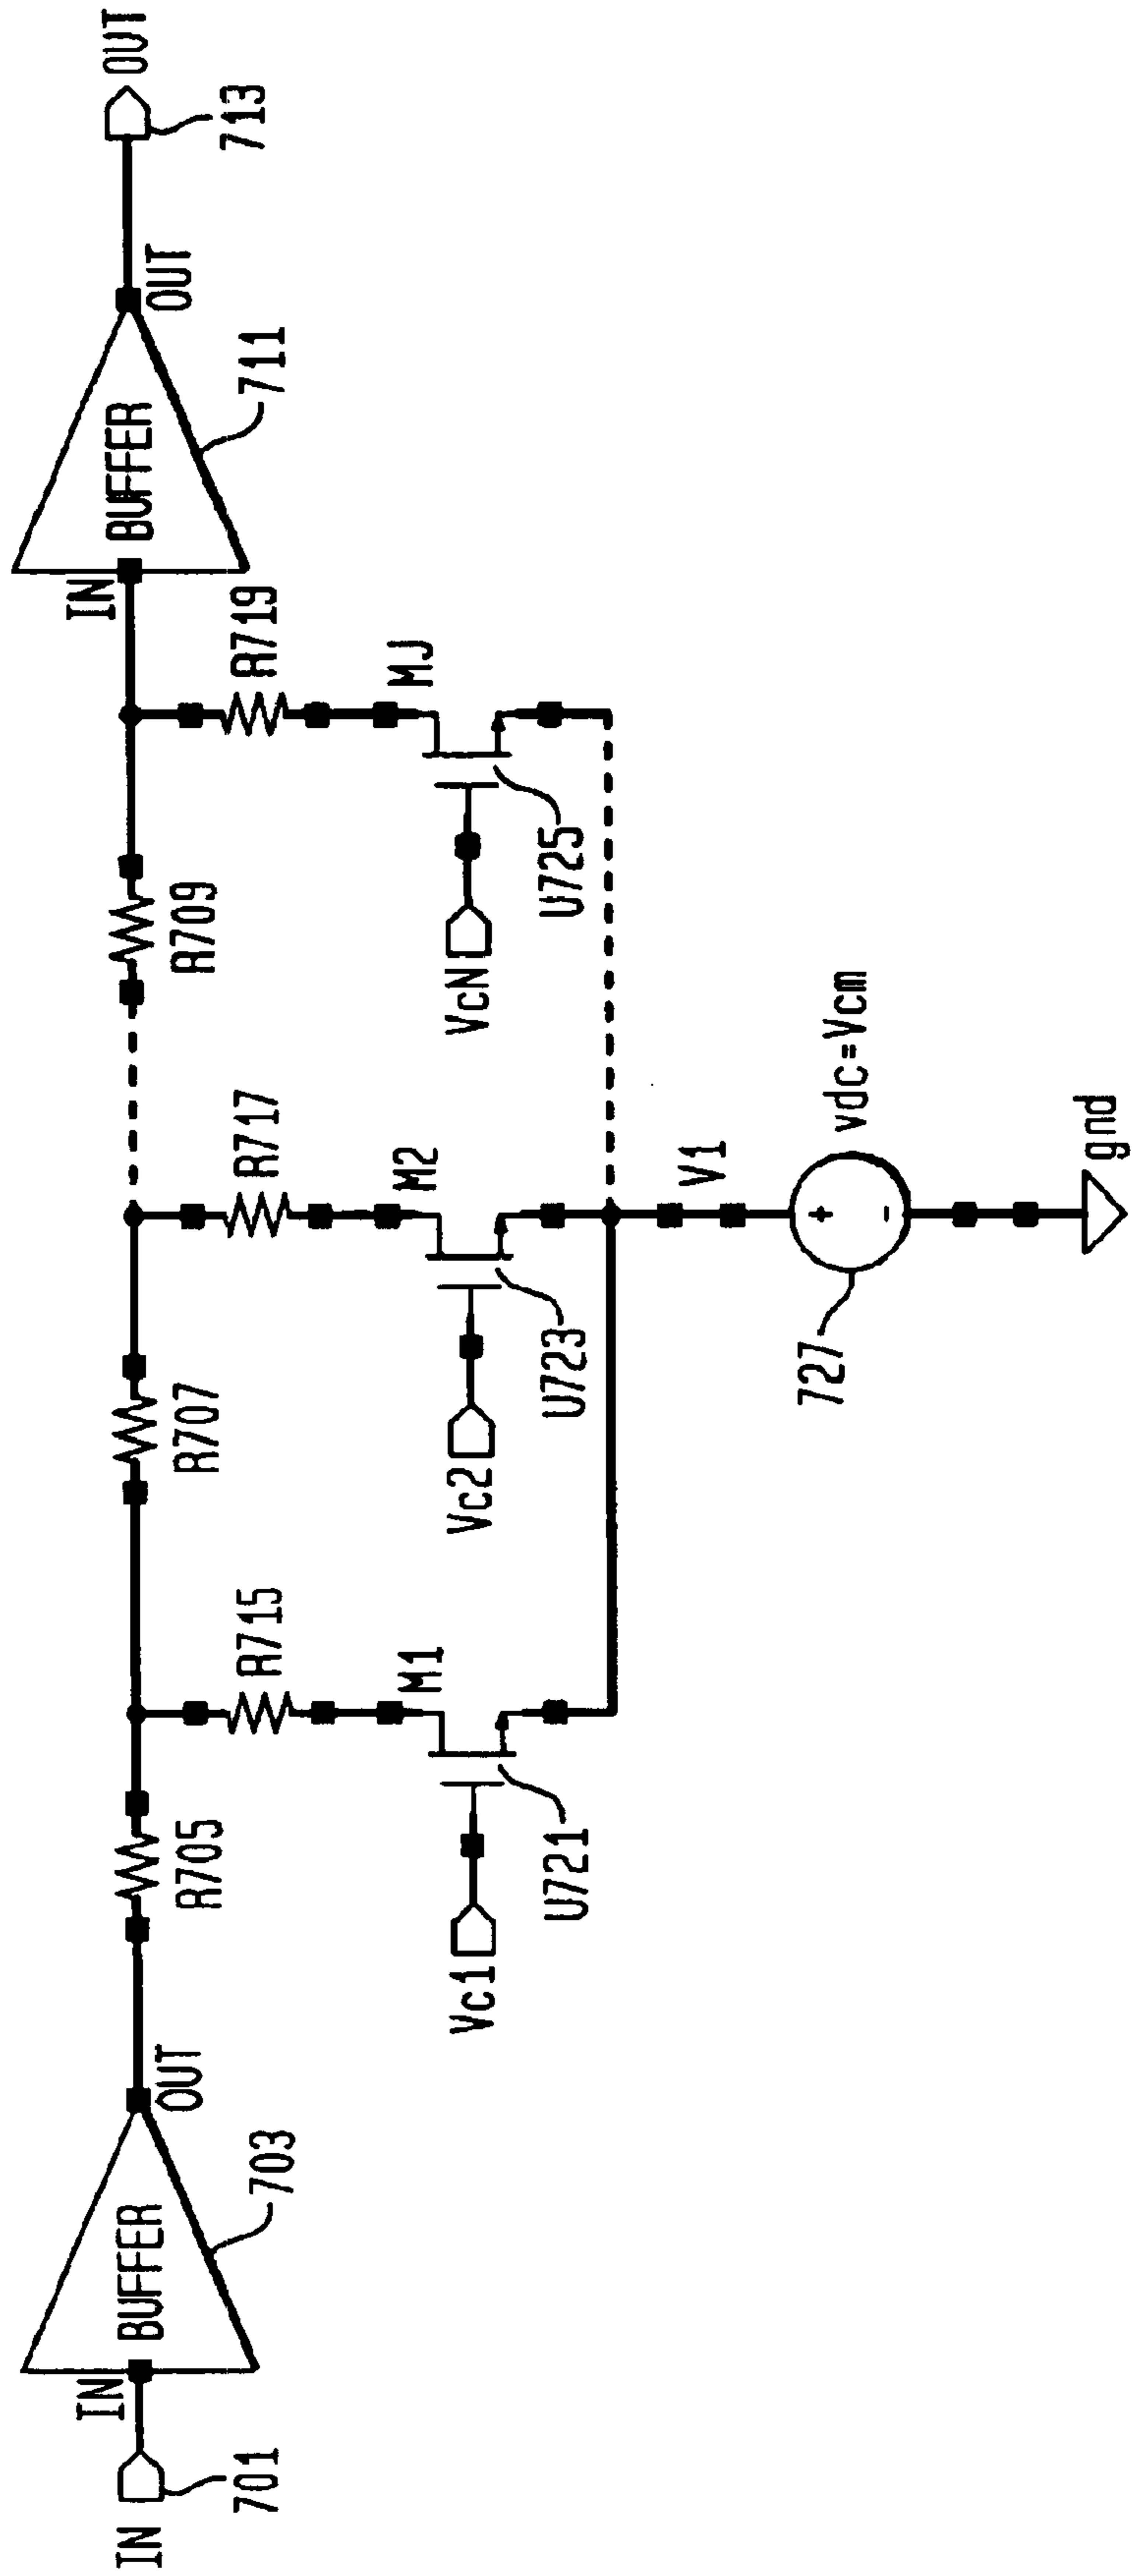 IN
701
IN
BUFFER
OUT
703
R705
R707
R709
IN
BUFFER
OUT
711
OUT
713
R715
R717
R719
M1
M2
MJ
Vc1
Vc2
VcN
U721
U723
U725
V1
+
-
vdc=Vcm
727
gnd